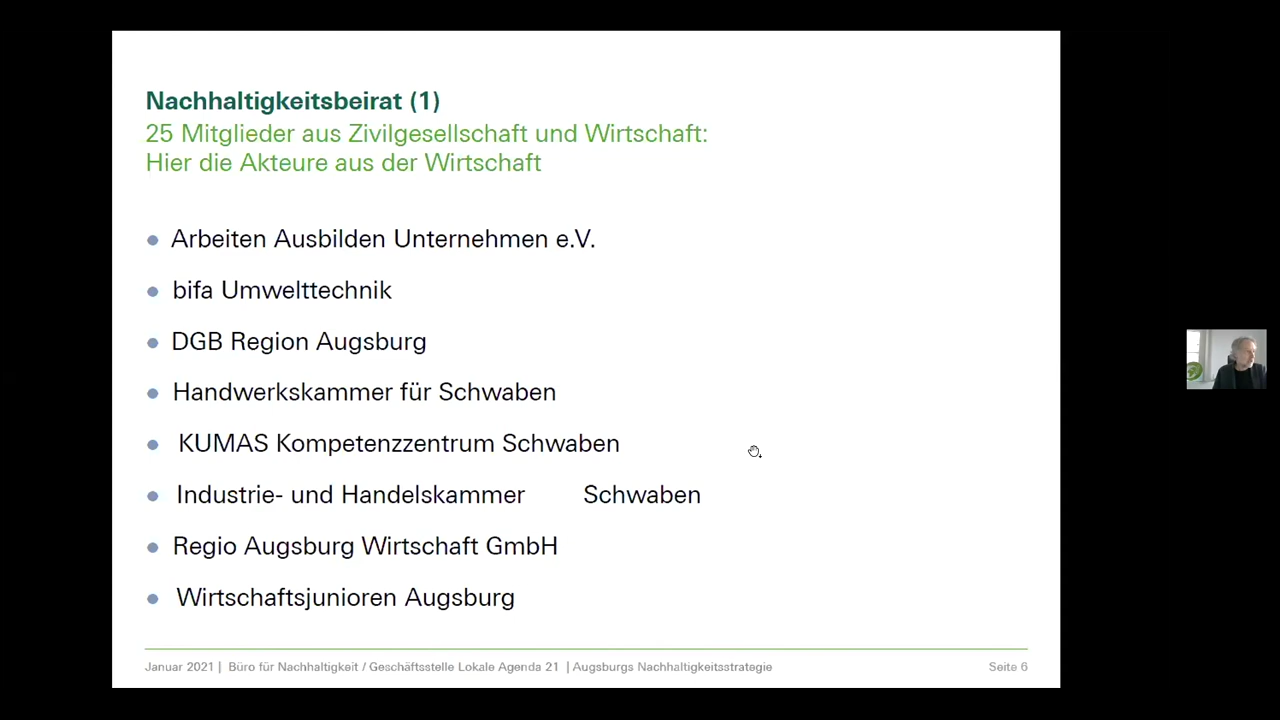 Nachhaltigkeitsbeirat (1)
25 Mitglieder aus Zivilgesellschaft und Wirtschaft:
Hier die Akteure aus der Wirtschaft
Arbeiten Ausbilden Unternehmen e.V.
bifa Umwelttechnik
DGB Region Augsburg
Handwerkskammer für Schwaben
KUMAS Kompetenzzentrum Schwaben
Industrie- und Handelskammer Schwaben
Regio Augsburg Wirtschaft GmbH
Wirtschaftsjunioren Augsburg
Januar 2021 | Büro für Nachhaltigkeit / Geschäftsstelle Lokale Agenda 21 | Augsburgs Nachhaltigkeitsstrategie Seite 6